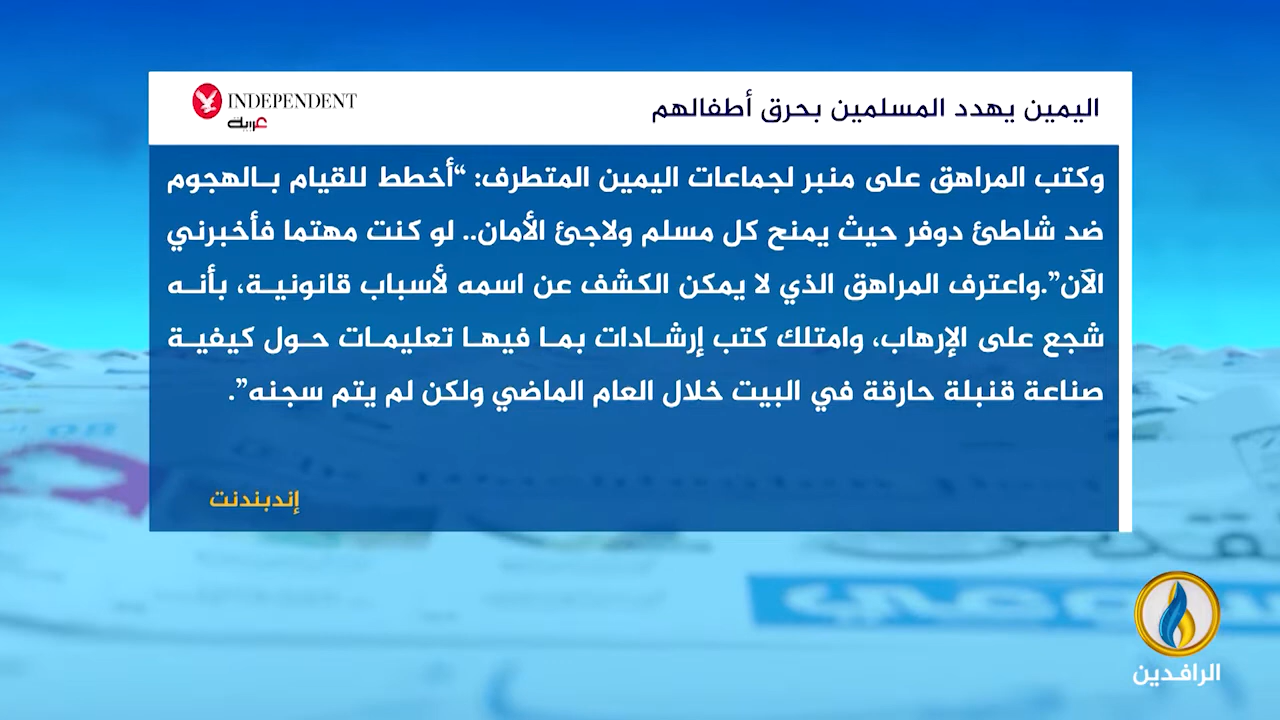 INDEPENDENT
عربية
اليمين يهدد المسلمين بحرق أطفالهم
وكتب المراهق على منبر لجماعات اليمين المتطرف: “أخطط للقيام بالهجوم
ضد شاطئ دوفر حيث يمنح كل مسلم ولاجئ الأمان.. لو كنت مهتما فأخبرني
الآن”.واعترف المراهق الذي لا يمكن الكشف عن اسمه لأسباب قانونية، بأنه
شجع على الإرهاب، وامتلك كتب إرشادات بما فيها تعليمات حول كيفية
صناعة قنبلة حارقة في البيت خلال العام الماضي ولكن لم يتم سجنه”.
إندبندنت
الرافدين